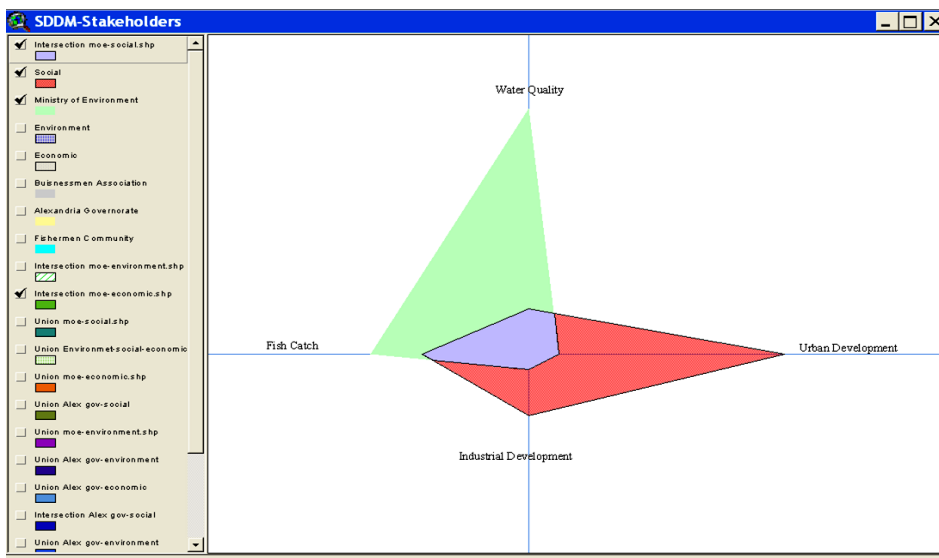 SDDM-Stakeholders
Intersection moe-social.shp
Social
Ministry of Environment
Environment
Economic
Buisnessmen Association
Alexandria Governorate
Fishermen Community
Intersection moe-environment.shp
Intersection moe-economic.shp
Union moe-social.shp
Union Environmet-social-economic
Union moe-economic.shp
Union Alex gov-social
Union moe-environment.shp
Union Alex gov-environment
Union Alex gov-economic
Intersection Alex gov-social
Union Alex gov-environment
Water Quality
Fish Catch
Urban Development
Industrial Development